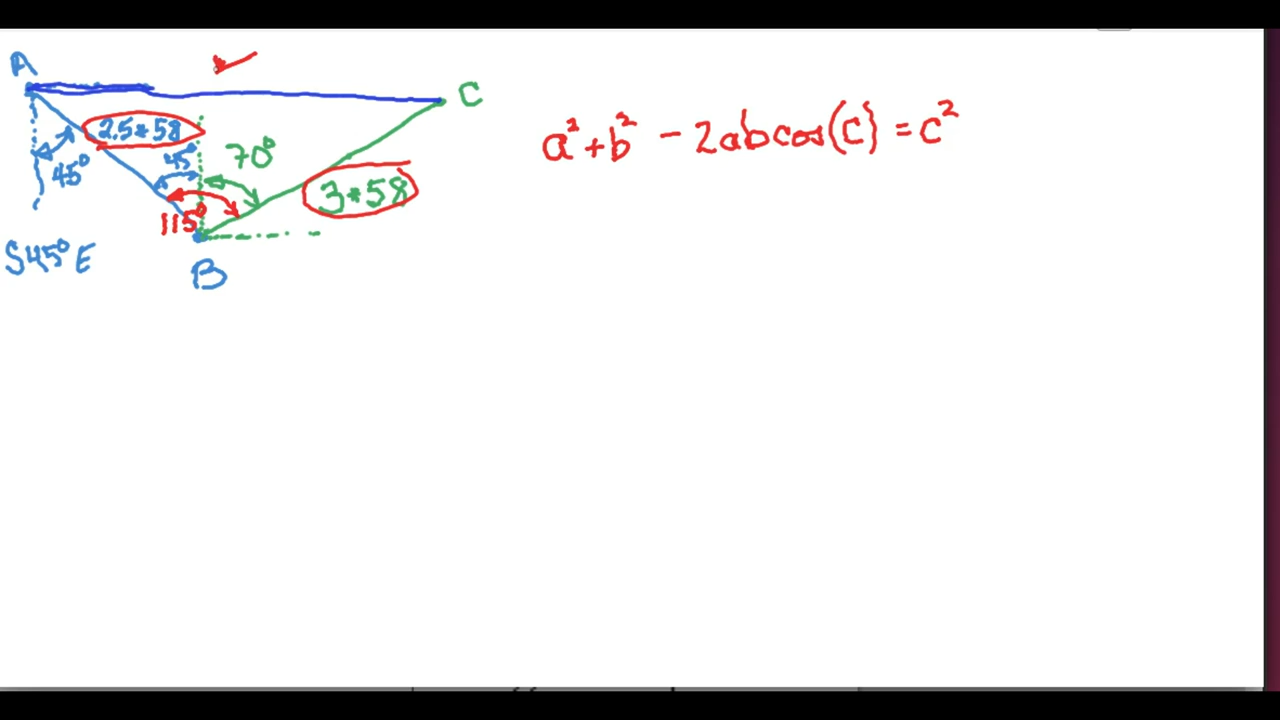 A
C
a² + b² - 2abcos(C) = c²
2.5*58
45°
70°
45°
3*58
115°
S45°E
B